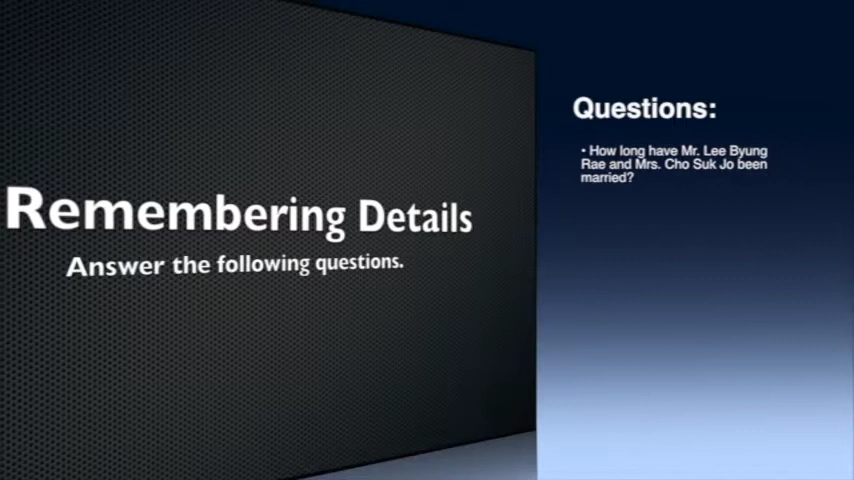 Remembering Details
Answer the following questions.
Questions:
• How long have Mr. Lee Byung
Rae and Mrs. Cho Suk Jo been
married?